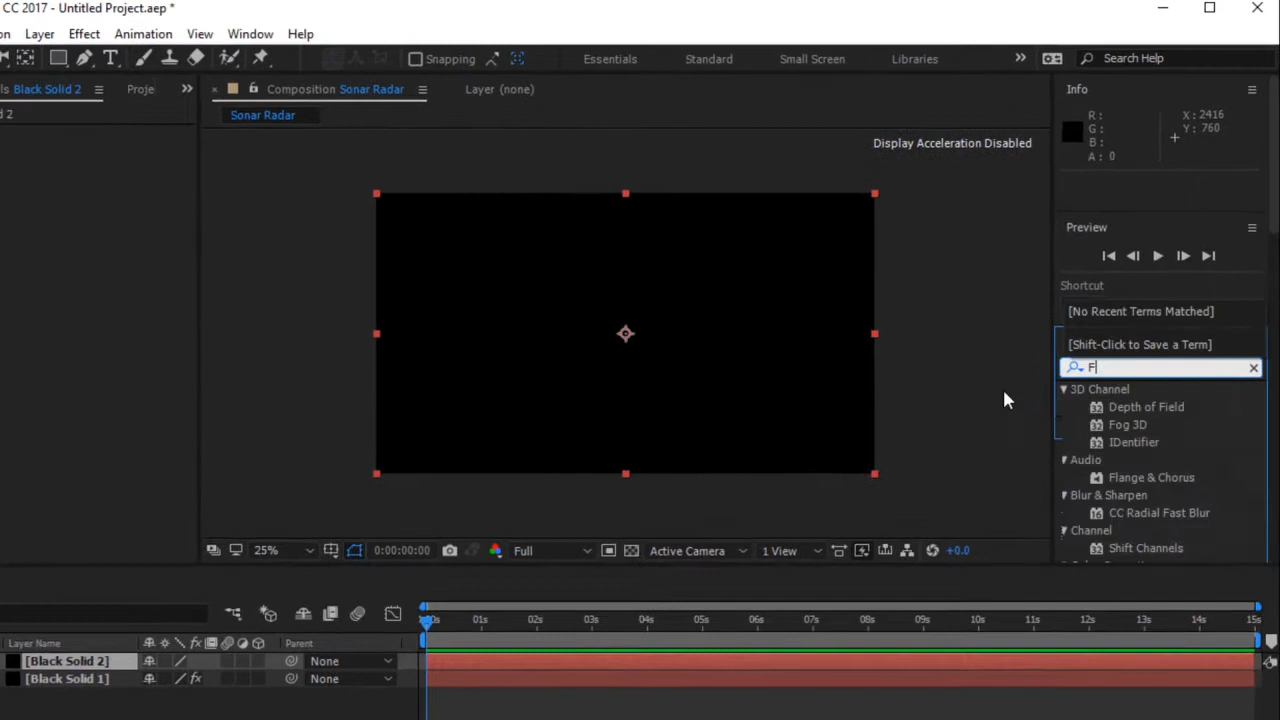 CC 2017 - Untitled Project.aep *
on Layer Effect Animation View Window Help
Snapping Essentials Standard Small Screen Libraries Search Help
ls Black Solid 2 Proje Composition Sonar Radar Layer (none) Info
d 2 Sonar Radar
R :
G :
B :
A : 0
X : 2416
Y : 760
Display Acceleration Disabled
Preview
Shortcut
[No Recent Terms Matched]
[Shift-Click to Save a Term]
F
3D Channel
Depth of Field
Fog 3D
IDentifier
Audio
Flange & Chorus
Blur & Sharpen
CC Radial Fast Blur
Channel
Shift Channels
25% 0:00:00:00 Full Active Camera 1 View +0.0
01s 02s 03s 04s 05s 06s 07s 08s 09s 10s 11s 12s 13s 14s 15s
Layer Name Parent
[Black Solid 2] None
[Black Solid 1] fx None